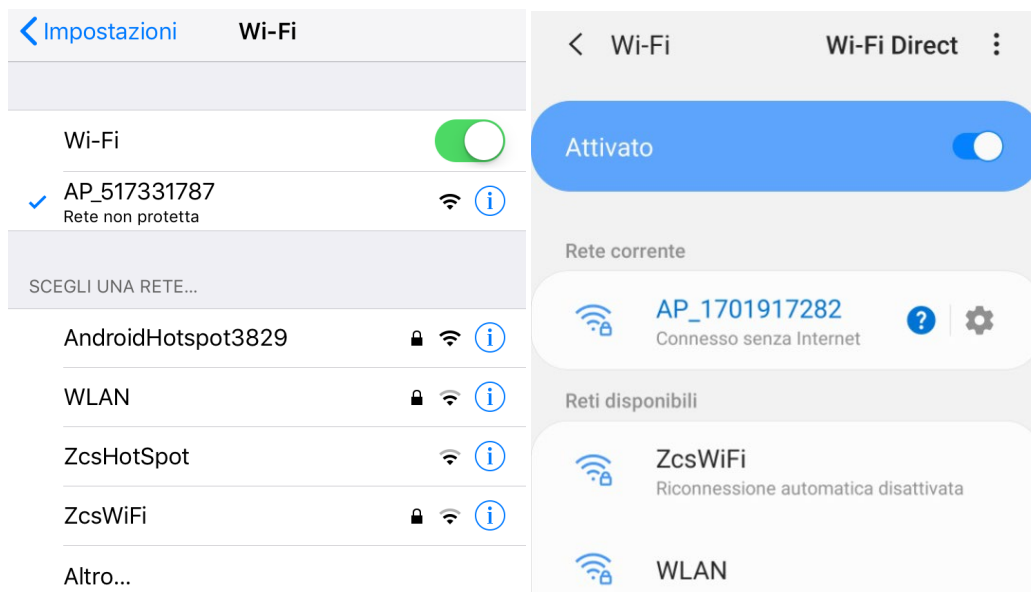 Impostazioni
Wi-Fi
Wi-Fi
AP_517331787
Rete non protetta
SCEGLI UNA RETE...
AndroidHotspot3829
WLAN
ZcsHotSpot
ZcsWiFi
Altro...
Wi-Fi
Wi-Fi Direct
Attivato
Rete corrente
AP_1701917282
Connesso senza Internet
Reti disponibili
ZcsWiFi
Riconnessione automatica disattivata
WLAN